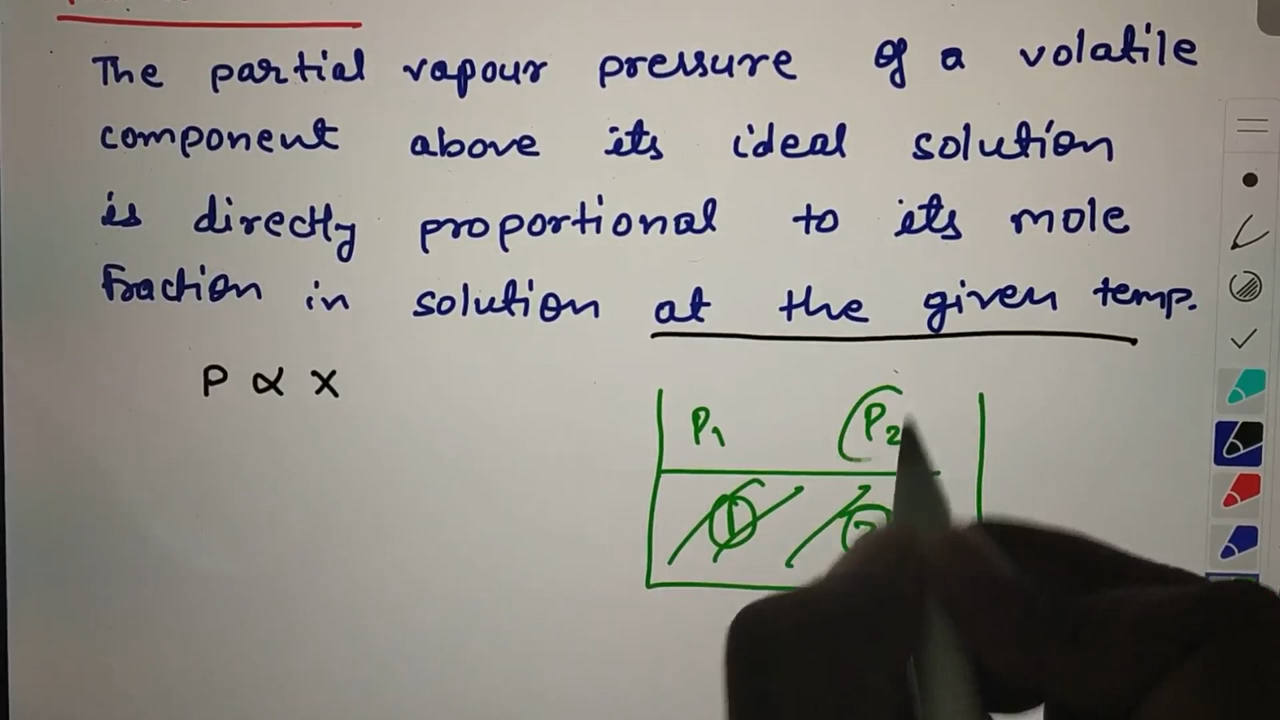 The partial vapour pressure of a volatile
component above its ideal solution
is directly proportional to its mole
fraction in solution at the given temp.
P ∝ x
P₁ P₂
1 2